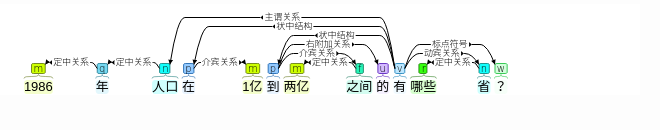 主谓关系
状中结构
状中结构
右附加关系 标点符号
介宾关系 动宾关系
定中关系 定中关系 介宾关系 定中关系 定中关系
m q n p m p m f u v r n w
1986 年 人口 在 1亿 到 两亿 之间 的 有 哪些 省 ?